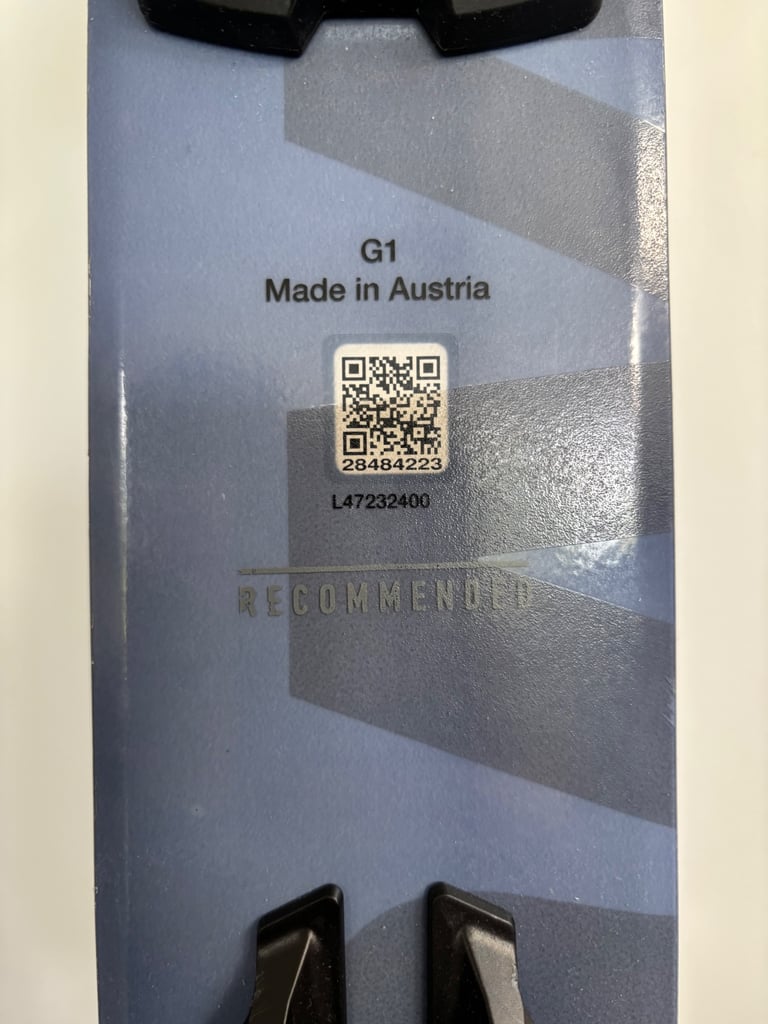 G1
Made in Austria
28484223
L47232400
RECOMMENDED